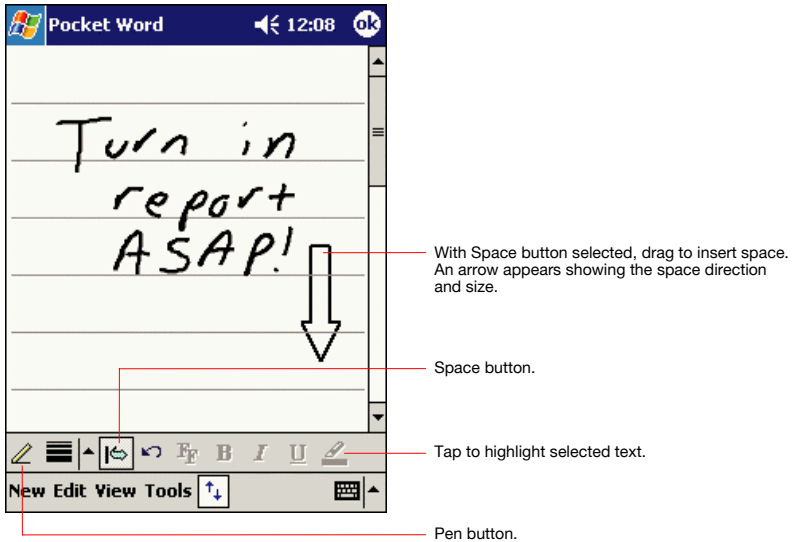 Pocket Word 12:08 ok
Turn in
report
ASAP!
With Space button selected, drag to insert space.
An arrow appears showing the space direction
and size.
Space button.
FF B I U
Tap to highlight selected text.
New Edit View Tools
Pen button.